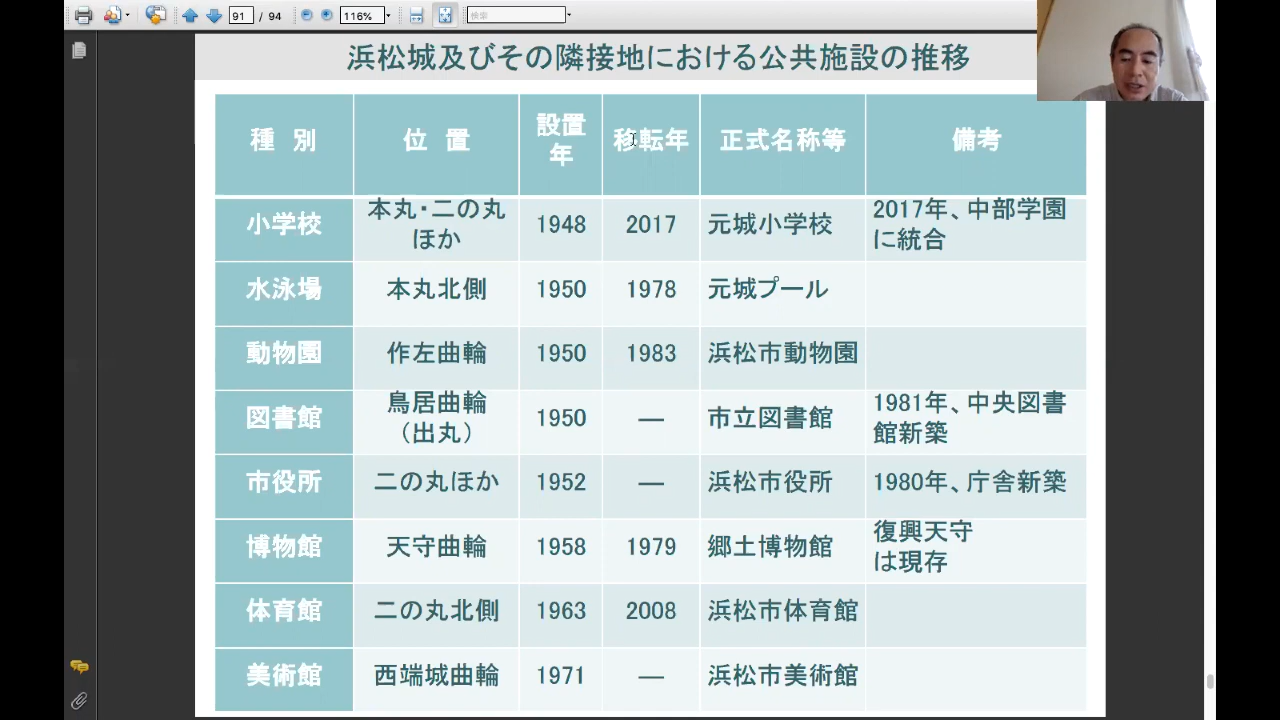 91 / 94
116%
検索
浜松城及びその隣接地における公共施設の推移
種 別
位 置
設置
年
移転年
正式名称等
備考
小学校
本丸・二の丸
ほか
1948
2017
元城小学校
2017年、中部学園
に統合
水泳場
本丸北側
1950
1978
元城プール
動物園
作左曲輪
1950
1983
浜松市動物園
図書館
鳥居曲輪
（出丸）
1950
―
市立図書館
1981年、中央図書
館新築
市役所
二の丸ほか
1952
―
浜松市役所
1980年、庁舎新築
博物館
天守曲輪
1958
1979
郷土博物館
復興天守
は現存
体育館
二の丸北側
1963
2008
浜松市体育館
美術館
西端城曲輪
1971
―
浜松市美術館